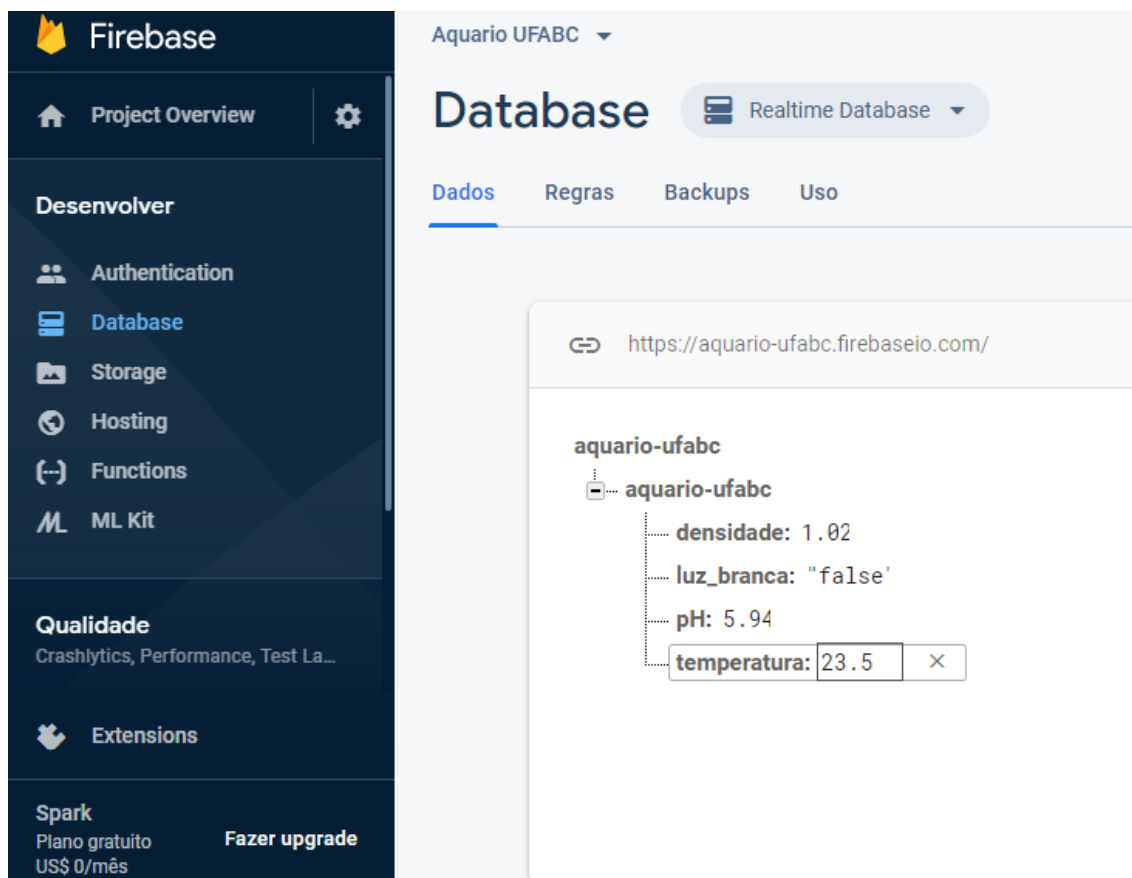 Firebase
Project Overview
Desenvolver
Authentication
Database
Storage
Hosting
Functions
ML Kit
Qualidade
Crashlytics, Performance, Test La…
Extensions
Spark
Plano gratuito
US$ 0/mês
Fazer upgrade
Aquario UFABC
Database
Realtime Database
Dados Regras Backups Uso
https://aquario-ufabc.firebaseio.com/
aquario-ufabc
aquario-ufabc
densidade: 1.02
luz_branca: "false'
pH: 5.94
temperatura: 23.5